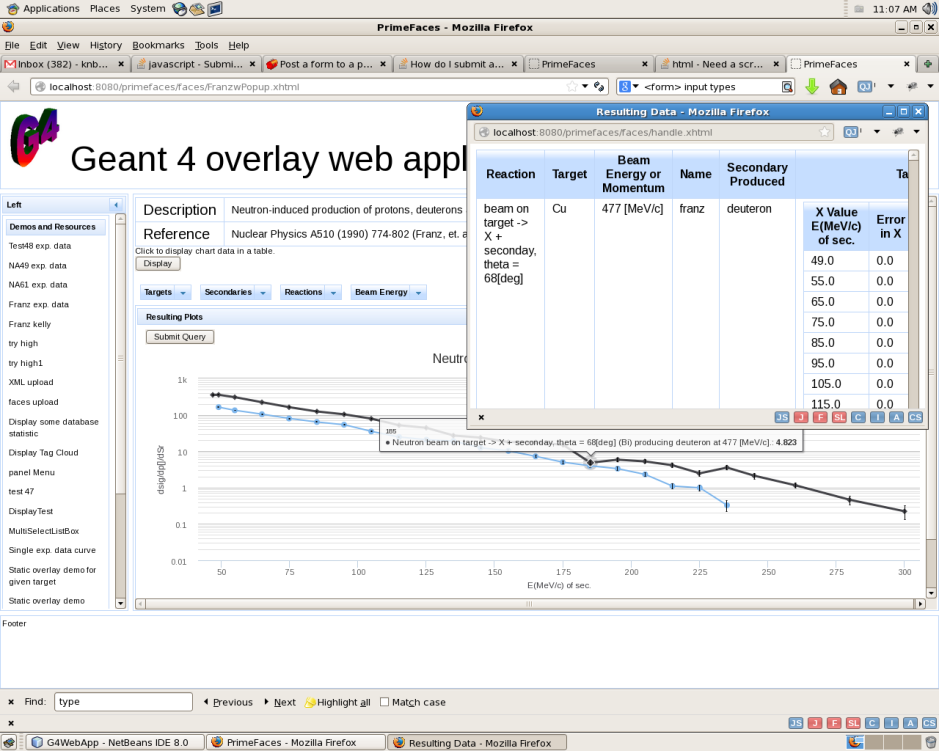 Applications Places System 11:07 AM
PrimeFaces - Mozilla Firefox
File Edit View History Bookmarks Tools Help
Inbox (382) - knb... javascript - Submi... Post a form to a p... How do I submit a... PrimeFaces html - Need a scr... PrimeFaces
localhost:8080/primefaces/faces/FranzwPopup.xhtml <form> input types
G4
Geant 4 overlay web appl
Left
Demos and Resources
Test48 exp. data
NA49 exp. data
NA61 exp. data
Franz exp. data
Franz kelly
try high
try high1
XML upload
faces upload
Display some database
statistic
Display Tag Cloud
panel Menu
test 47
DisplayTest
MultiSelectListBox
Single exp. data curve
Static overlay demo for
given target
Static overlay demo
Description Neutron-induced production of protons, deuterons
Reference Nuclear Physics A510 (1990) 774-802 (Franz, et. a
Click to display chart data in a table.
Display
Targets Secondaries Reactions Beam Energy
Resulting Plots
Submit Query
Neutro
dsig/dp[]/dSr
1k
100
10
1
0.1
0.01
185
Neutron beam on target -> X + seconday, theta = 68[deg] (Bi) producing deuteron at 477 [MeV/c].: 4.823
50 75 100 125 150 175 200 225 250 275 300
E(MeV/c) of sec.
Resulting Data - Mozilla Firefox
localhost:8080/primefaces/faces/handle.xhtml
Reaction Target Beam Energy or Momentum Name Secondary Produced Ta
beam on
target ->
X +
seconday,
theta =
68[deg]
Cu 477 [MeV/c] franz deuteron
X Value E(MeV/c) of sec. Error in X
49.0 0.0
55.0 0.0
65.0 0.0
75.0 0.0
85.0 0.0
95.0 0.0
105.0 0.0
115.0 0.0
JS J F SL C I A CS
Footer
Find: type Previous Next Highlight all Match case
JS J F SL C I A CS
G4WebApp - NetBeans IDE 8.0 PrimeFaces - Mozilla Firefox Resulting Data - Mozilla Firefox